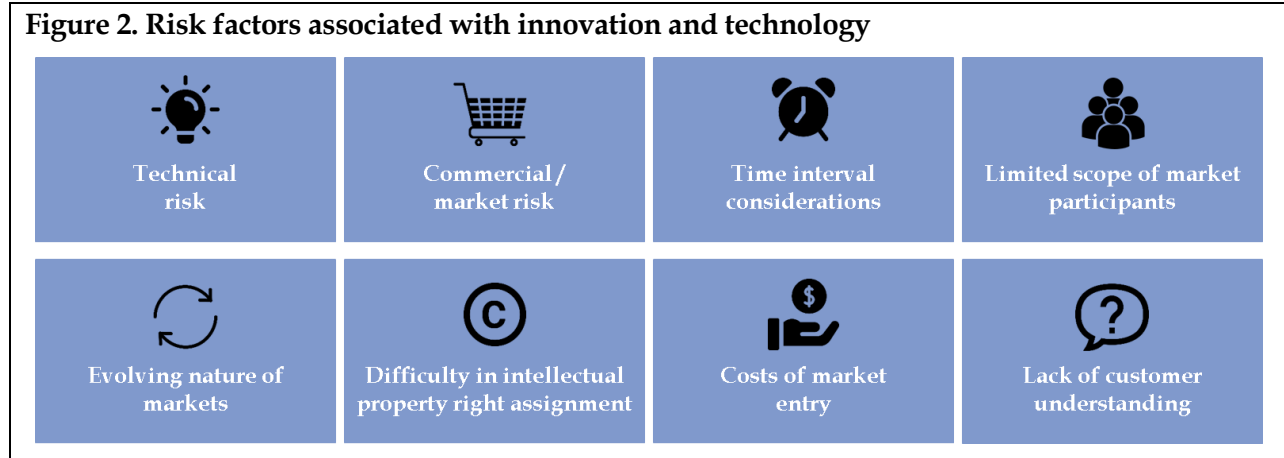 Figure 2. Risk factors associated with innovation and technology
Technical
risk
Commercial /
market risk
Time interval
considerations
Limited scope of market
participants
Evolving nature of
markets
C
Difficulty in intellectual
property right assignment
$
Costs of market
entry
?
Lack of customer
understanding